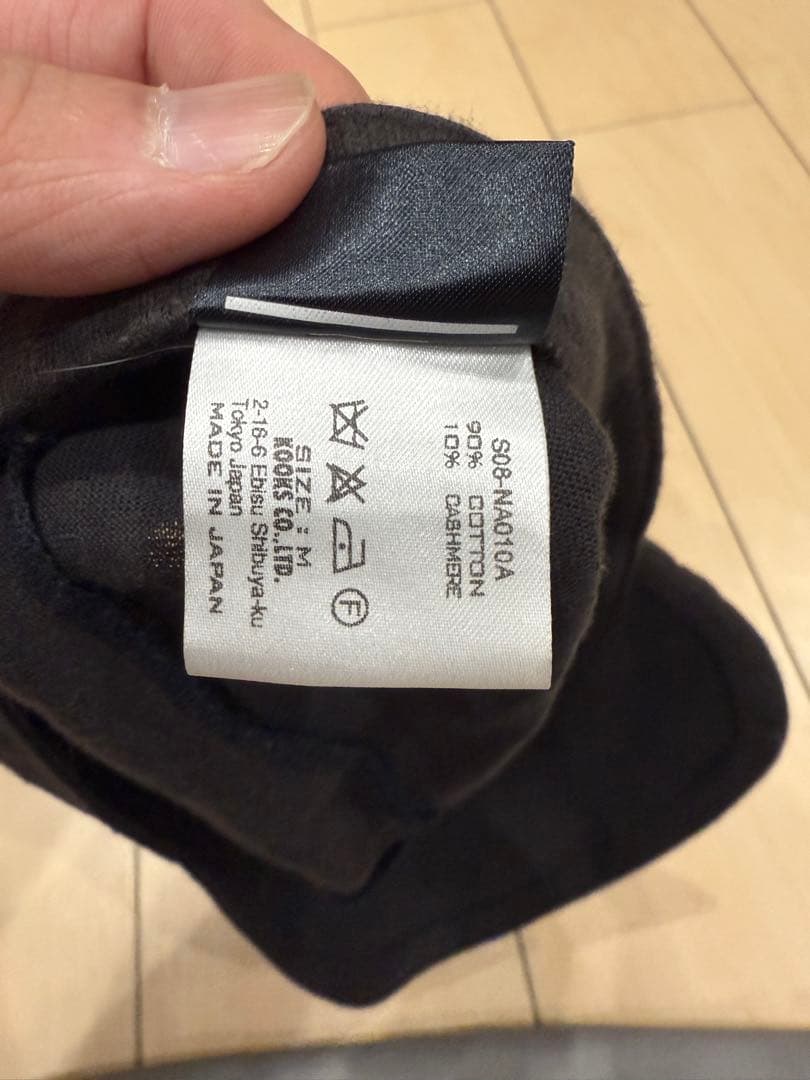 S08-NA010A
90% COTTON
10% CASHMERE
F
SIZE : M
KOOKS CO.,LTD.
2-16-6 Ebisu Shibuya-ku
Tokyo Japan
MADE IN JAPAN